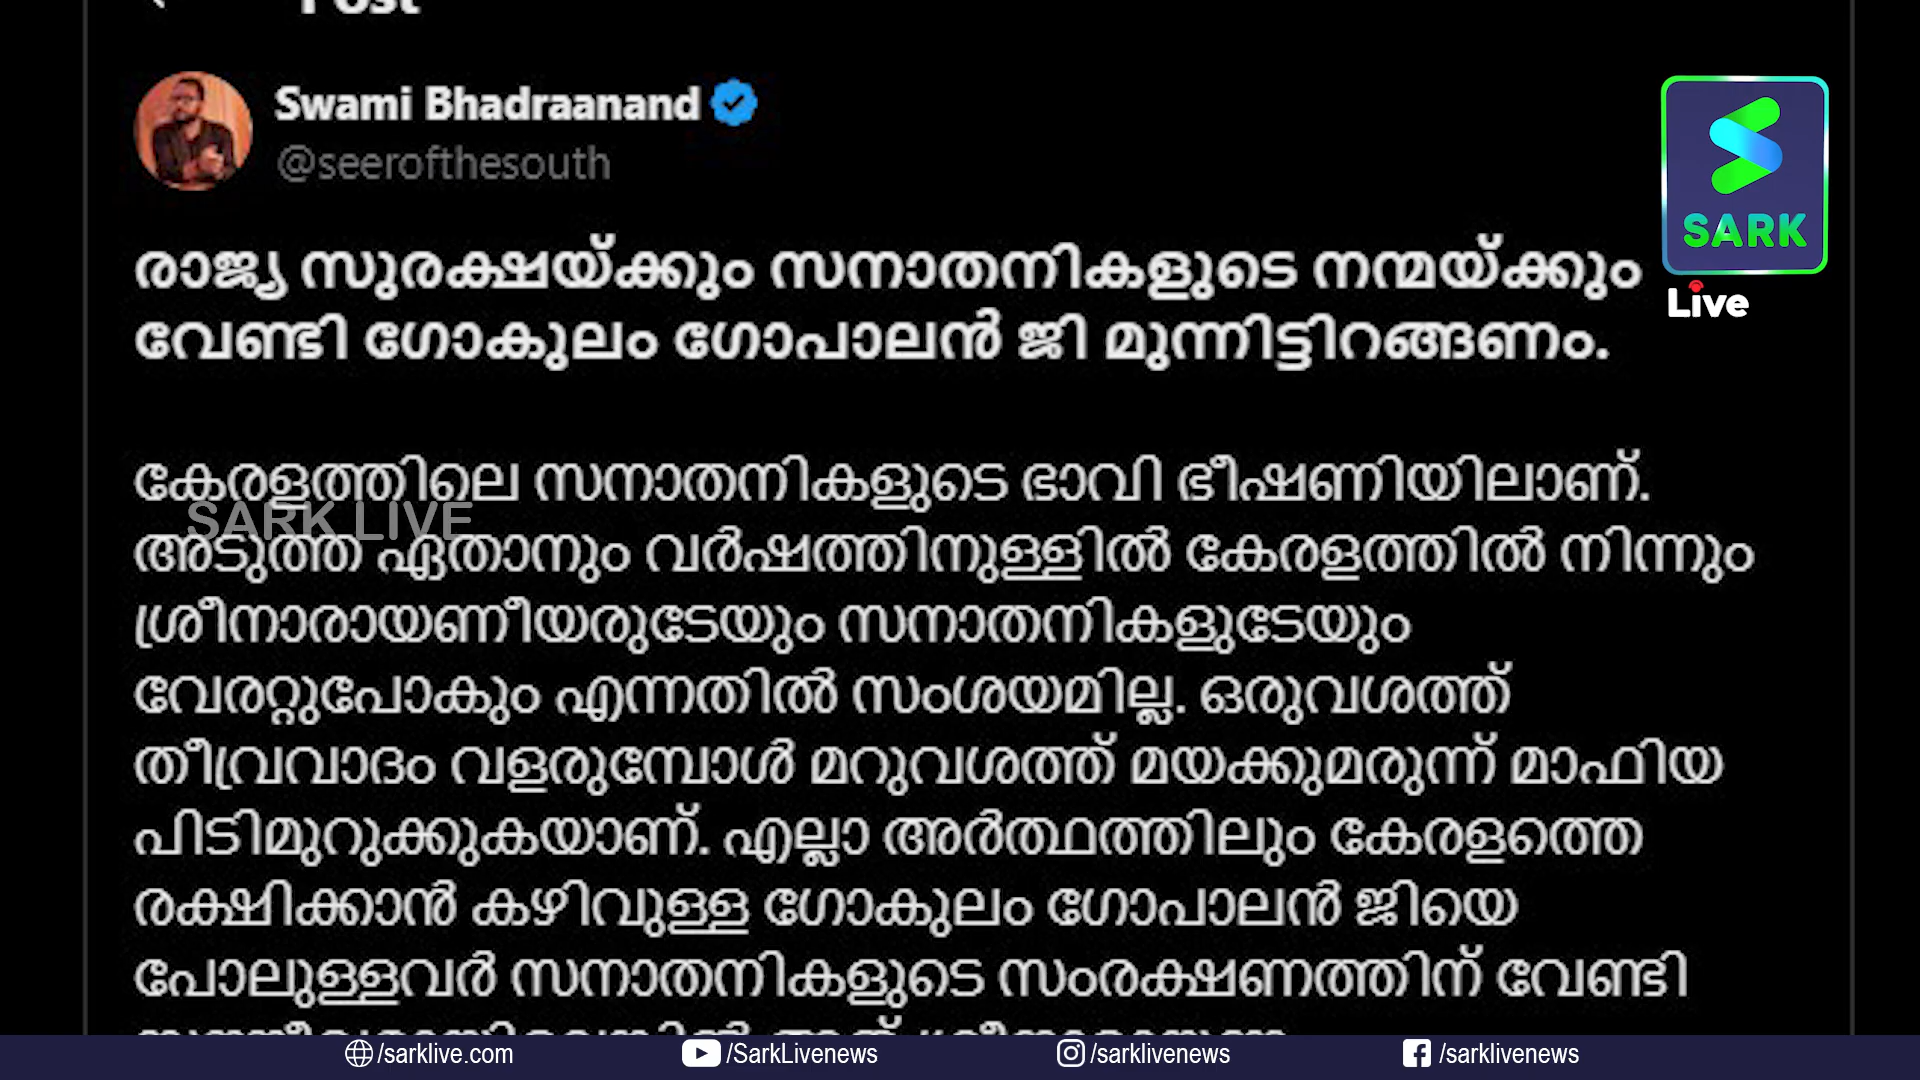 Post
Swami Bhadraanand
@seerofthesouth
രാജ്യ സുരക്ഷയ്ക്കും സനാതനികളുടെ നന്മയ്ക്കും
വേണ്ടി ഗോകുലം ഗോപാലൻ ജി മുന്നിട്ടിറങ്ങണം.
കേരളത്തിലെ സനാതനികളുടെ ഭാവി ഭീഷണിയിലാണ്.
അടുത്ത ഏതാനും വർഷത്തിനുള്ളിൽ കേരളത്തിൽ നിന്നും
ശ്രീനാരായണീയരുടേയും സനാതനികളുടേയും
വേരറ്റുപോകും എന്നതിൽ സംശയമില്ല. ഒരുവശത്ത്
തീവ്രവാദം വളരുമ്പോൾ മറുവശത്ത് മയക്കുമരുന്ന് മാഫിയ
പിടിമുറുക്കുകയാണ്. എല്ലാ അർത്ഥത്തിലും കേരളത്തെ
രക്ഷിക്കാൻ കഴിവുള്ള ഗോകുലം ഗോപാലൻ ജിയെ
പോലുള്ളവർ സനാതനികളുടെ സംരക്ഷണത്തിന് വേണ്ടി
SARK LIVE
SARK
Live
/sarklive.com
/SarkLivenews
/sarklivenews
/sarklivenews